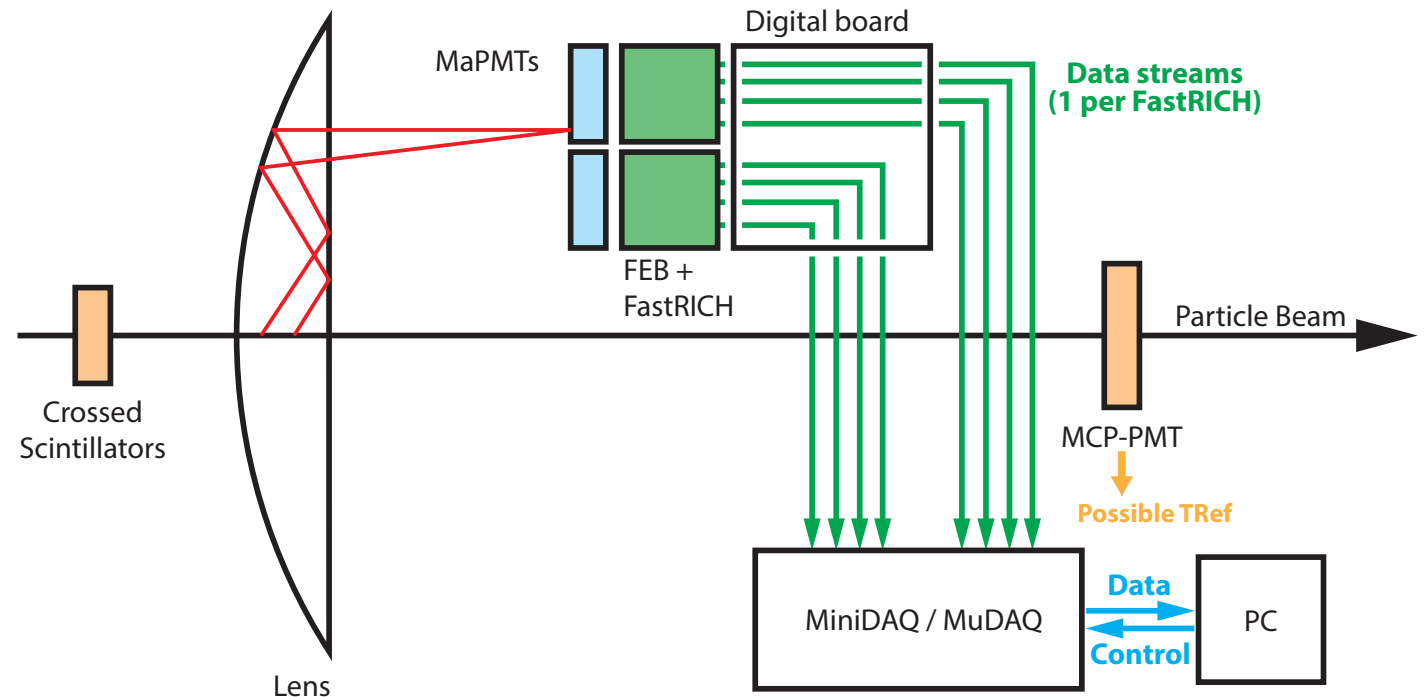 Digital board
MaPMTs
Data streams
(1 per FastRICH)
FEB +
FastRICH
Particle Beam
Crossed
Scintillators
MCP-PMT
Possible TRef
Data
MiniDAQ / MuDAQ
PC
Control
Lens